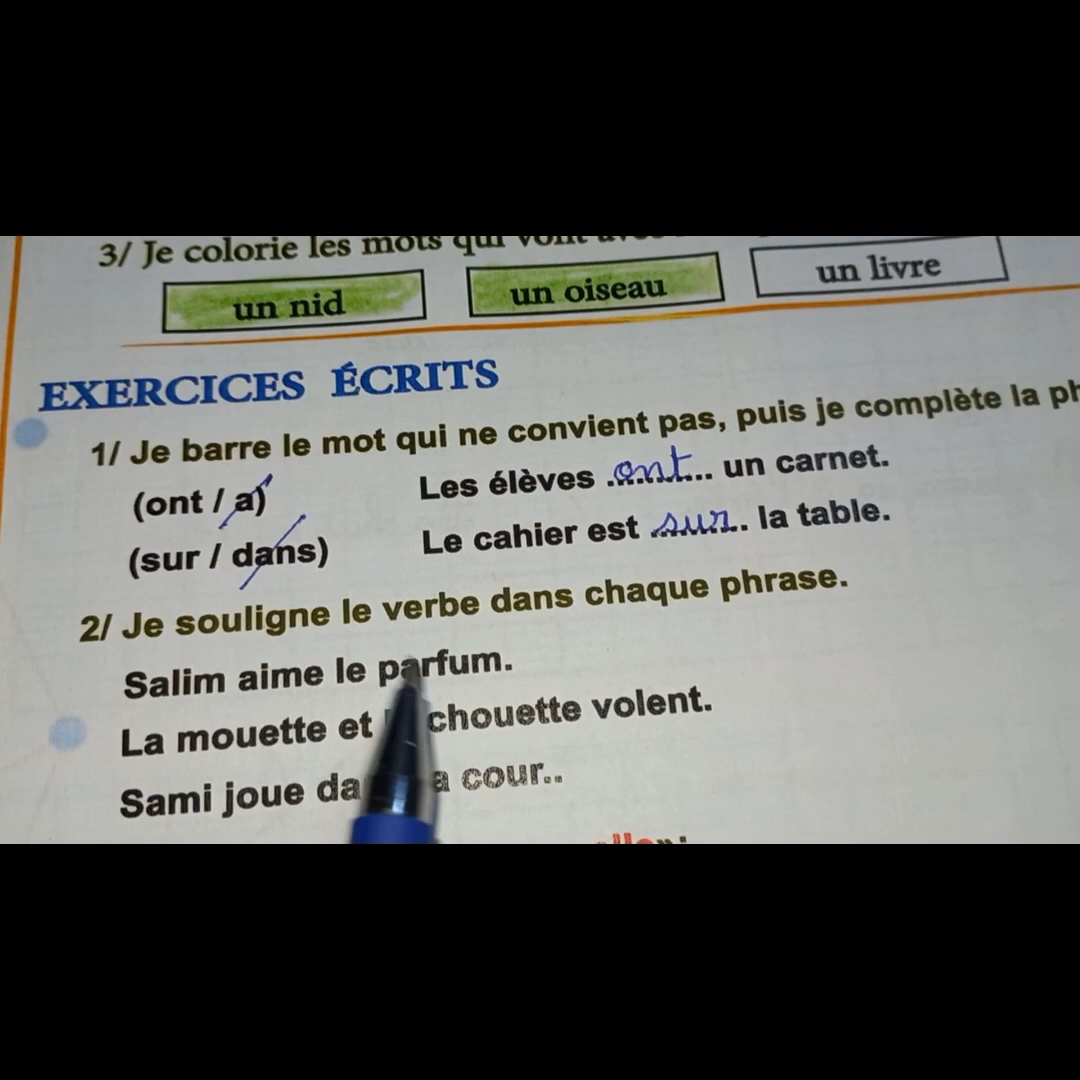 3/ Je colorie les mots qui vont
un nid
un oiseau
un livre
EXERCICES ÉCRITS
1/ Je barre le mot qui ne convient pas, puis je complète la
(ont / a) Les élèves ont un carnet.
(sur / dans) Le cahier est sur la table.
2/ Je souligne le verbe dans chaque phrase.
Salim aime le parfum.
La mouette et chouette volent.
Sami joue cour..